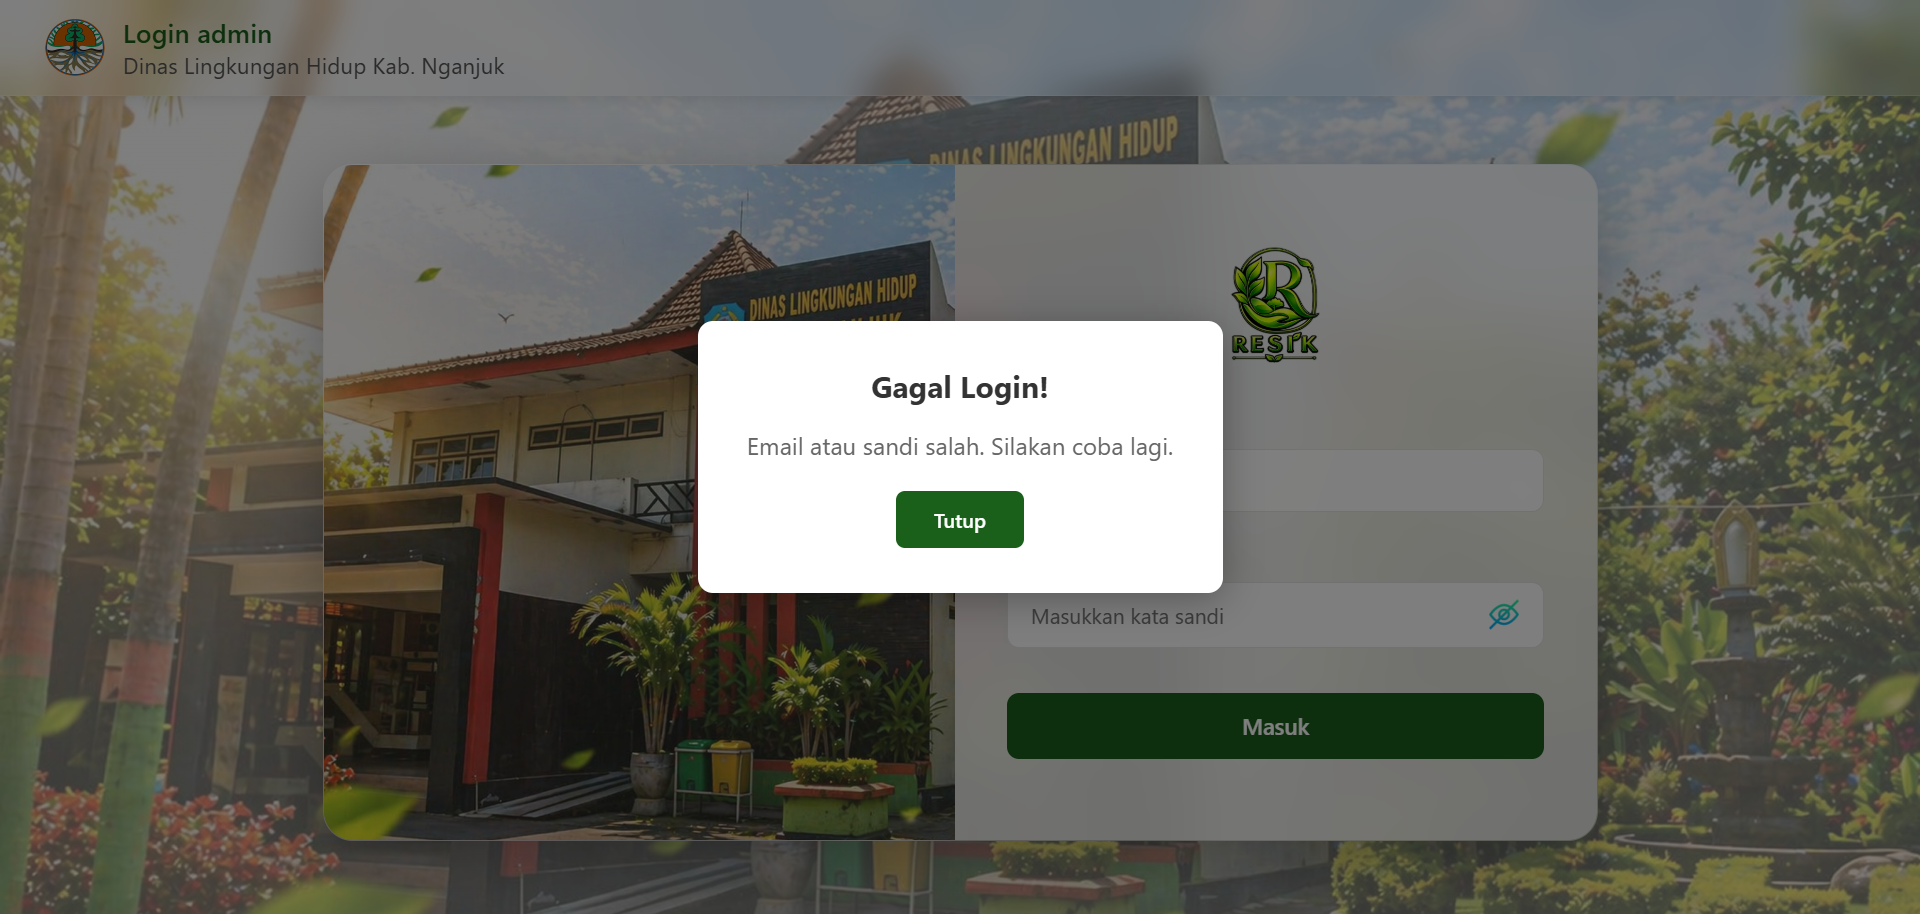 Login admin
Dinas Lingkungan Hidup Kab. Nganjuk
DINAS LINGKUNGAN HIDUP
DINAS LINGKUNGAN HIDUP
RESIK
Gagal Login!
Email atau sandi salah. Silakan coba lagi.
Tutup
Masukkan kata sandi
Masuk